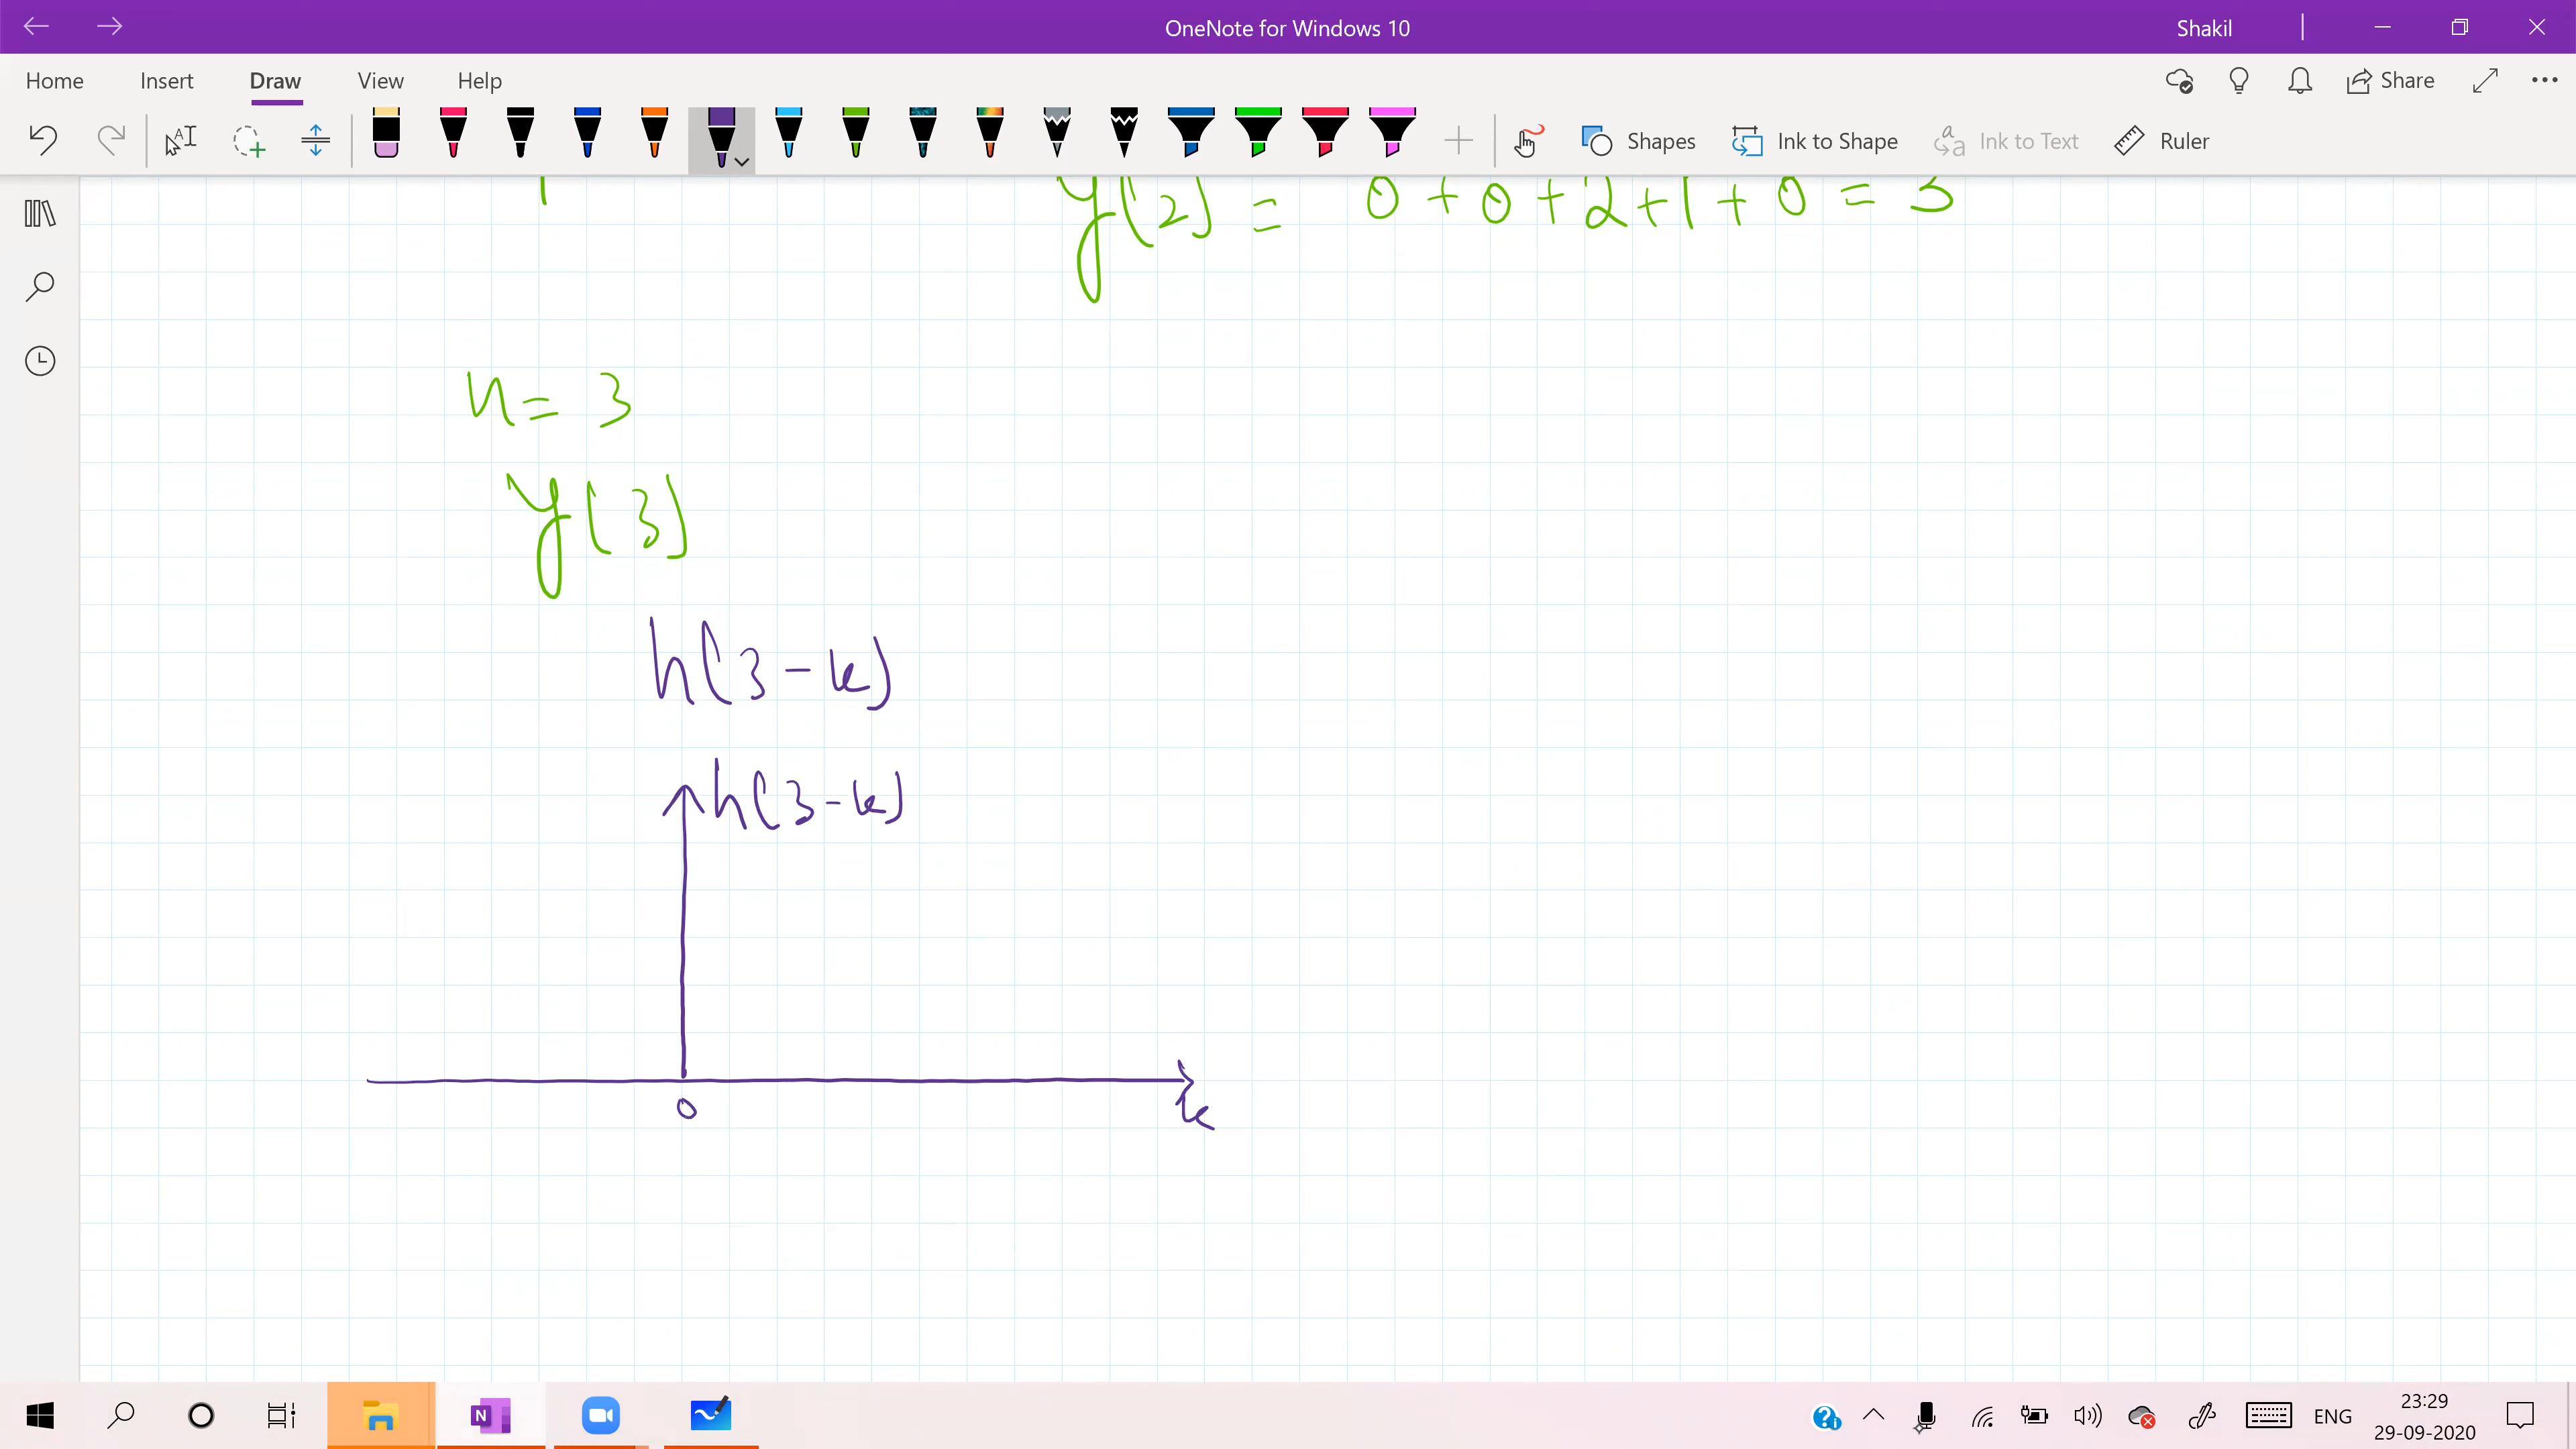 OneNote for Windows 10
Shakil
Home Insert Draw View Help
Share
Shapes Ink to Shape Ink to Text Ruler
y(2) = 0 + 0 + 2 + 1 + 0 = 3
n = 3
y(3)
h(3-k)
h(3-k)
0
k
ENG
23:29
29-09-2020